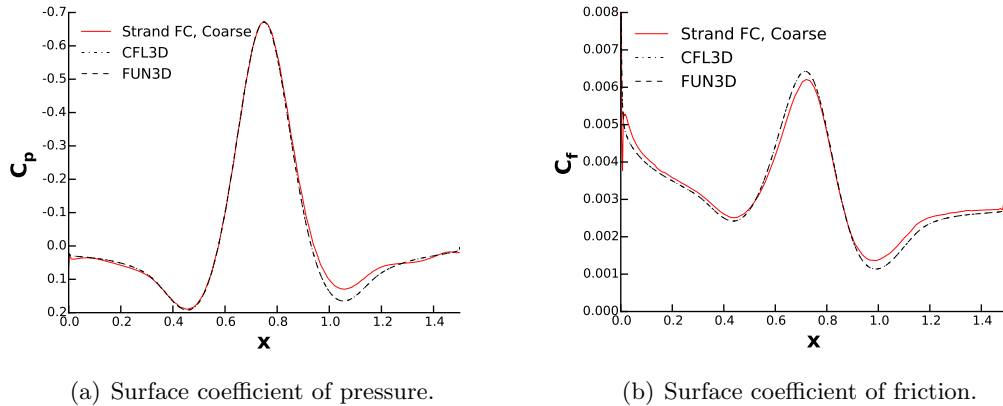 -0.7
-0.6
-0.5
-0.4
-0.3
-0.2
-0.1
0.0
0.1
0.2
Cp
Strand FC, Coarse
CFL3D
FUN3D
0.0 0.2 0.4 0.6 0.8 1.0 1.2 1.4
x
(a) Surface coefficient of pressure.
0.008
0.007
0.006
0.005
0.004
0.003
0.002
0.001
0.000
Cf
Strand FC, Coarse
CFL3D
FUN3D
0.0 0.2 0.4 0.6 0.8 1.0 1.2 1.4
x
(b) Surface coefficient of friction.